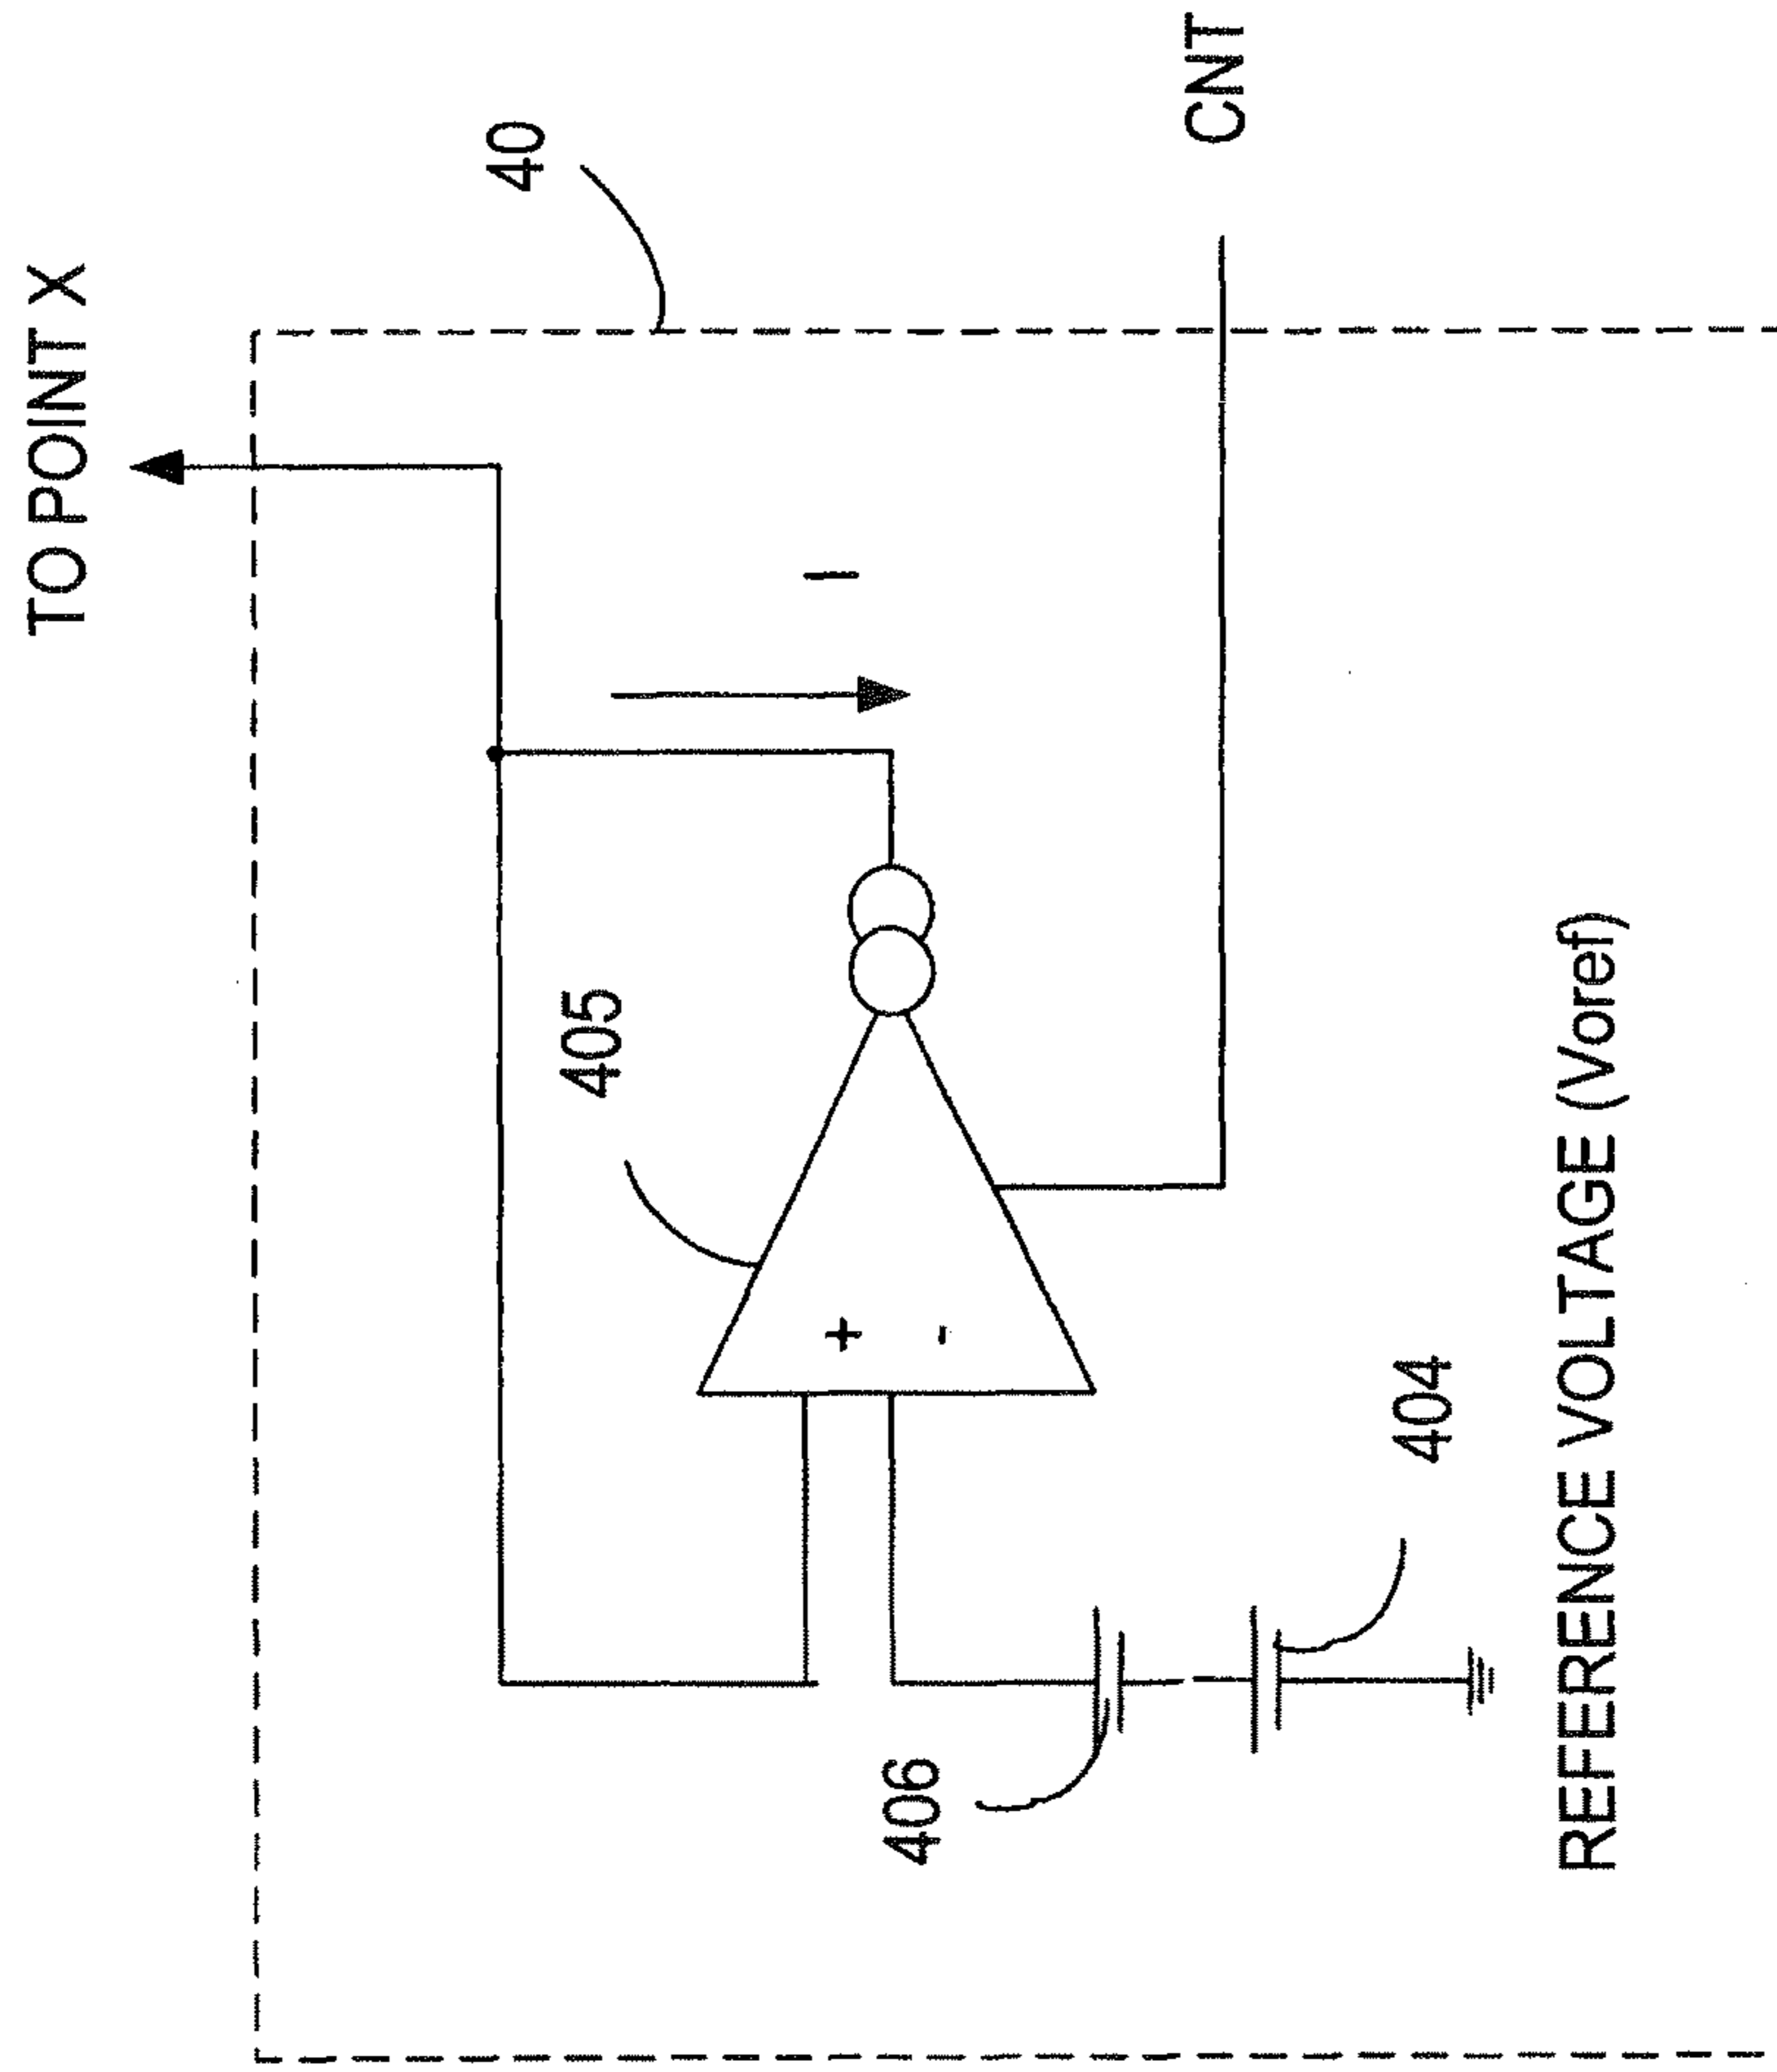 TO POINT X
40
I
CNT
405
+
-
406
404
REFERENCE VOLTAGE (Voref)